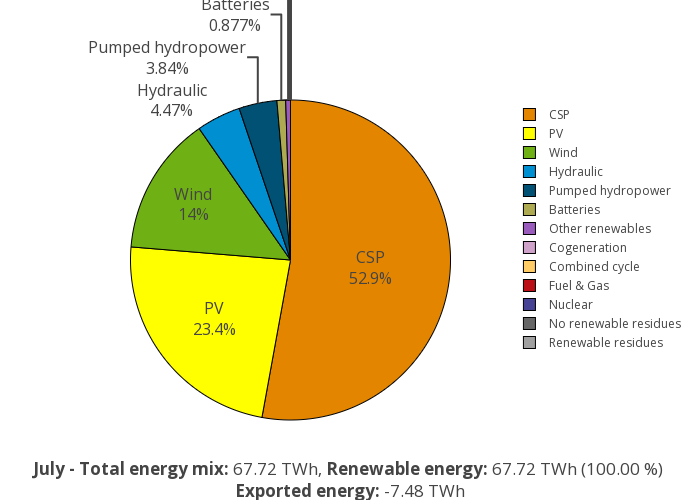 Batteries
0.877%
Pumped hydropower
3.84%
Hydraulic
4.47%
Wind
14%
CSP
52.9%
PV
23.4%
CSP
PV
Wind
Hydraulic
Pumped hydropower
Batteries
Other renewables
Cogeneration
Combined cycle
Fuel & Gas
Nuclear
No renewable residues
Renewable residues
July - Total energy mix: 67.72 TWh, Renewable energy: 67.72 TWh (100.00 %)
Exported energy: -7.48 TWh